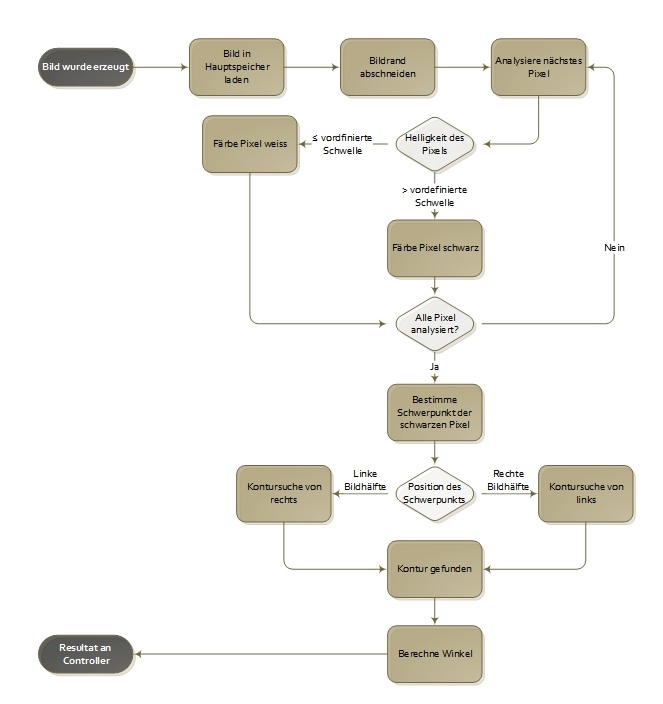 Bild wurde erzeugt
Bild in
Hauptspeicher
laden
Bildrand
abschneiden
Analysiere nächstes
Pixel
Färbe Pixel weiss
≤ vordfinierte
Schwelle
Helligkeit des
Pixels
> vordefinierte
Schwelle
Färbe Pixel schwarz
Nein
Alle Pixel
analysiert?
Ja
Bestimme
Schwerpunkt der
schwarzen Pixel
Kontursuche von
rechts
Linke
Bildhälfte
Position des
Schwerpunkts
Rechte
Bildhälfte
Kontursuche von
links
Kontur gefunden
Resultat an
Controller
Berechne Winkel